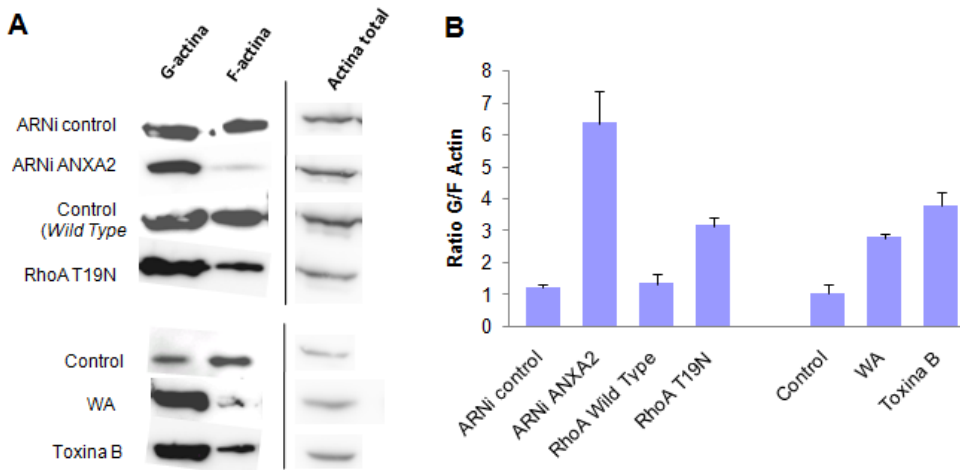 A
G-actina
F-actina
Actina total
ARNi control
ARNi ANXA2
Control
(Wild Type
RhoA T19N
Control
WA
Toxina B
B
Ratio G/F Actin
8
7
6
5
4
3
2
1
0
ARNi control
ARNi ANXA2
RhoA Wild Type
RhoA T19N
Control
WA
Toxina B